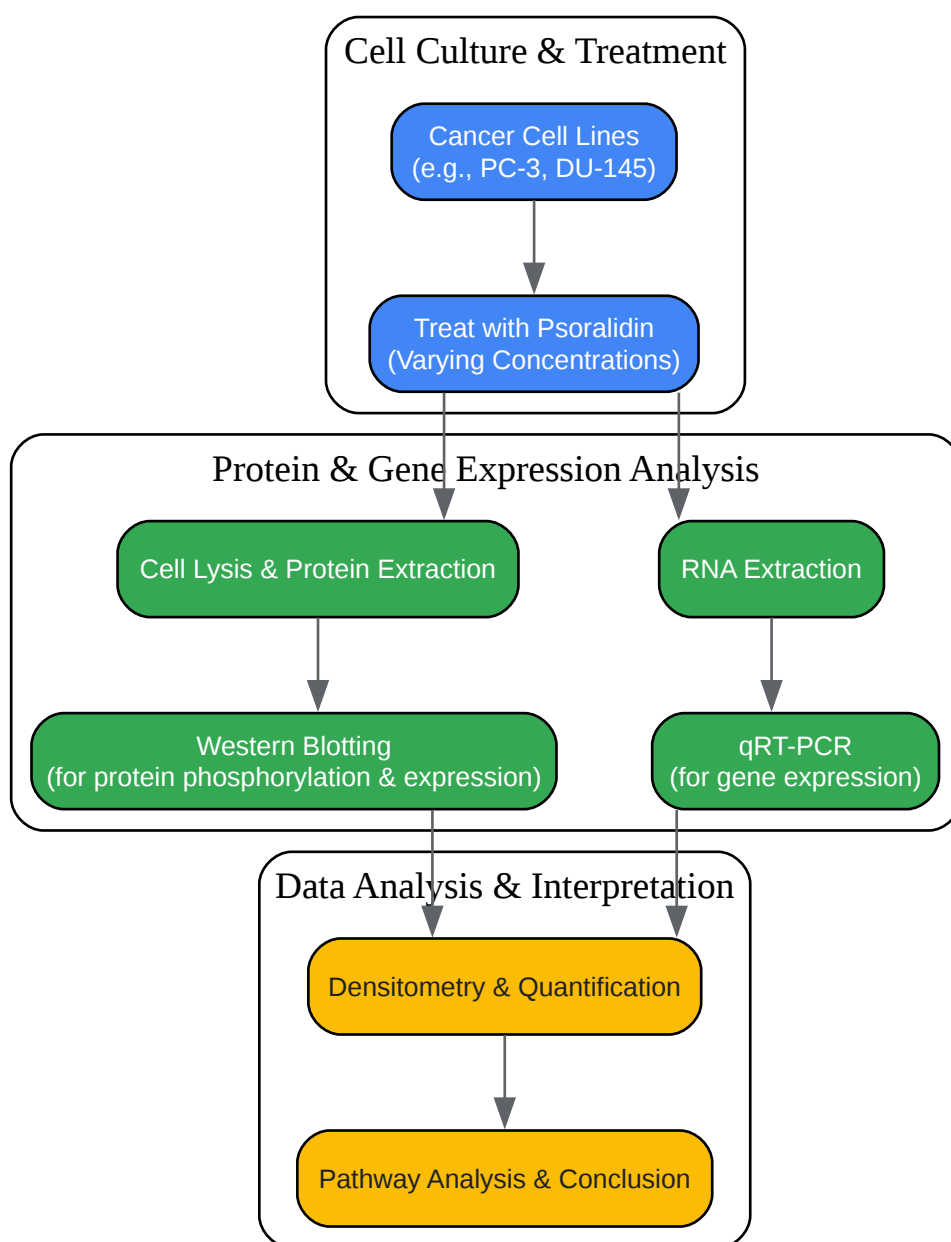 Cell Culture & Treatment
Cancer Cell Lines
(e.g., PC-3, DU-145)
Treat with Psoralidin
(Varying Concentrations)
Protein & Gene Expression Analysis
Cell Lysis & Protein Extraction
RNA Extraction
Western Blotting
(for protein phosphorylation & expression)
qRT-PCR
(for gene expression)
Data Analysis & Interpretation
Densitometry & Quantification
Pathway Analysis & Conclusion